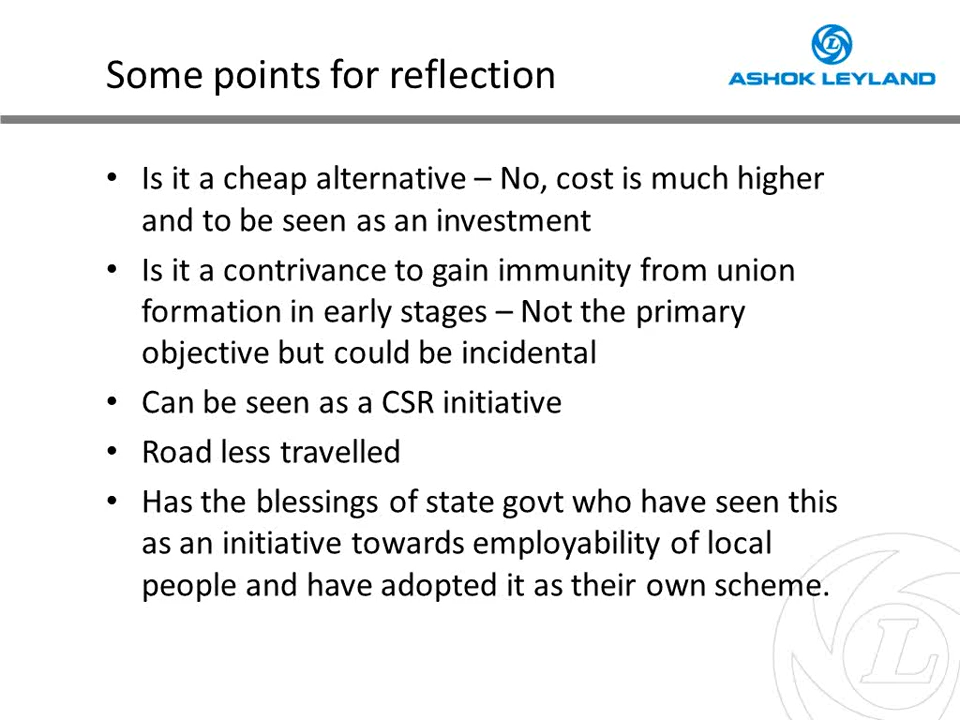 Some points for reflection
L
ASHOK LEYLAND
• Is it a cheap alternative – No, cost is much higher
and to be seen as an investment
• Is it a contrivance to gain immunity from union
formation in early stages – Not the primary
objective but could be incidental
• Can be seen as a CSR initiative
• Road less travelled
• Has the blessings of state govt who have seen this
as an initiative towards employability of local
people and have adopted it as their own scheme.
L